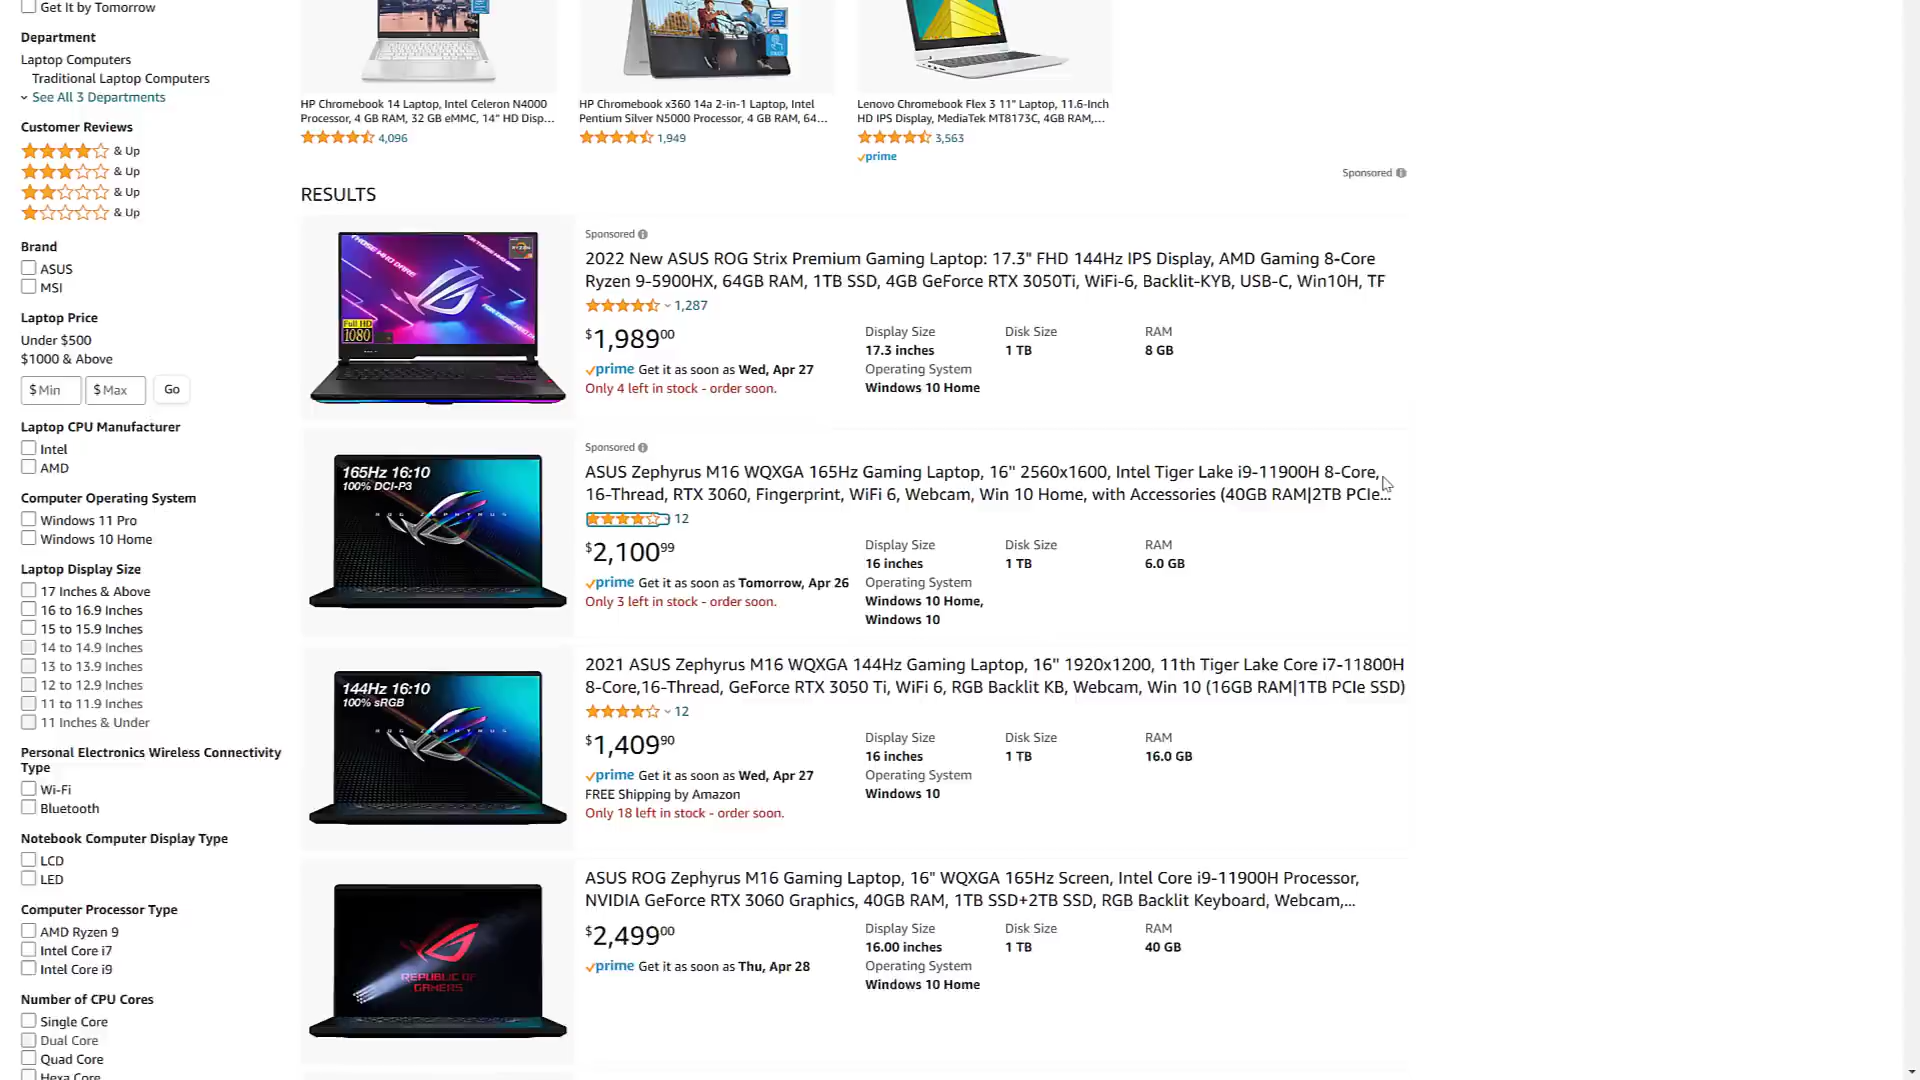 Get It by Tomorrow
Department
Laptop Computers
Traditional Laptop Computers
See All 3 Departments
Customer Reviews
& Up
& Up
& Up
& Up
Brand
ASUS
MSI
Laptop Price
Under $500
$1000 & Above
$ Min $ Max Go
Laptop CPU Manufacturer
Intel
AMD
Computer Operating System
Windows 11 Pro
Windows 10 Home
Laptop Display Size
17 Inches & Above
16 to 16.9 Inches
15 to 15.9 Inches
14 to 14.9 Inches
13 to 13.9 Inches
12 to 12.9 Inches
11 to 11.9 Inches
11 Inches & Under
Personal Electronics Wireless Connectivity
Type
Wi-Fi
Bluetooth
Notebook Computer Display Type
LCD
LED
Computer Processor Type
AMD Ryzen 9
Intel Core i7
Intel Core i9
Number of CPU Cores
Single Core
Dual Core
Quad Core
Hexa Core
HP Chromebook 14 Laptop, Intel Celeron N4000
Processor, 4 GB RAM, 32 GB eMMC, 14" HD Disp...
4,096
HP Chromebook x360 14a 2-in-1 Laptop, Intel
Pentium Silver N5000 Processor, 4 GB RAM, 64...
1,949
Lenovo Chromebook Flex 3 11" Laptop, 11.6-Inch
HD IPS Display, MediaTek MT8173C, 4GB RAM,...
3,563
prime
Sponsored
RESULTS
THOSE WHO DARE
RYZEN
Full HD
1080
Sponsored
2022 New ASUS ROG Strix Premium Gaming Laptop: 17.3" FHD 144Hz IPS Display, AMD Gaming 8-Core
Ryzen 9-5900HX, 64GB RAM, 1TB SSD, 4GB GeForce RTX 3050Ti, WiFi-6, Backlit-KYB, USB-C, Win10H, TF
1,287
$1,98900
prime Get it as soon as Wed, Apr 27
Only 4 left in stock - order soon.
Display Size Disk Size RAM
17.3 inches 1 TB 8 GB
Operating System
Windows 10 Home
165Hz 16:10
100% DCI-P3
ROG ZEPHYRUS
Sponsored
ASUS Zephyrus M16 WQXGA 165Hz Gaming Laptop, 16" 2560x1600, Intel Tiger Lake i9-11900H 8-Core,
16-Thread, RTX 3060, Fingerprint, WiFi 6, Webcam, Win 10 Home, with Accessories (40GB RAM|2TB PCIe...
12
$2,10099
prime Get it as soon as Tomorrow, Apr 26
Only 3 left in stock - order soon.
Display Size Disk Size RAM
16 inches 1 TB 6.0 GB
Operating System
Windows 10 Home,
Windows 10
144Hz 16:10
100% sRGB
ROG ZEPHYRUS
2021 ASUS Zephyrus M16 WQXGA 144Hz Gaming Laptop, 16" 1920x1200, 11th Tiger Lake Core i7-11800H
8-Core,16-Thread, GeForce RTX 3050 Ti, WiFi 6, RGB Backlit KB, Webcam, Win 10 (16GB RAM|1TB PCIe SSD)
12
$1,40990
prime Get it as soon as Wed, Apr 27
FREE Shipping by Amazon
Only 18 left in stock - order soon.
Display Size Disk Size RAM
16 inches 1 TB 16.0 GB
Operating System
Windows 10
REPUBLIC OF
GAMERS
ASUS ROG Zephyrus M16 Gaming Laptop, 16" WQXGA 165Hz Screen, Intel Core i9-11900H Processor,
NVIDIA GeForce RTX 3060 Graphics, 40GB RAM, 1TB SSD+2TB SSD, RGB Backlit Keyboard, Webcam,...
$2,49900
prime Get it as soon as Thu, Apr 28
Display Size Disk Size RAM
16.00 inches 1 TB 40 GB
Operating System
Windows 10 Home